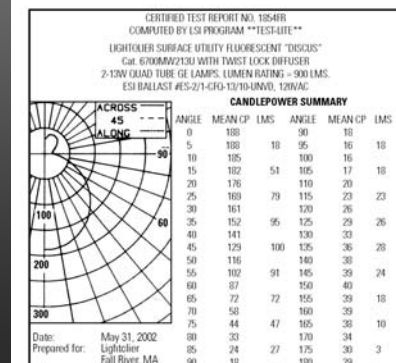 CERTIFIED TEST REPORT NO. 1854FR
COMPUTED BY LSI PROGRAM **TEST-LITE**
LIGHTOLIER SURFACE UTILITY FLUORESCENT "DISCUS"
Cat. 6700MW213U WITH TWIST LOCK DIFFUSER
2-13W QUAD TUBE GE LAMPS. LUMEN RATING = 900 LMS.
ESI BALLAST #ES-2/1-CFQ-13/10-UNVD, 120VAC
CANDLEPOWER SUMMARY
ACROSS
45
ALONG
90
60
100
200
300
ANGLE MEAN CP LMS ANGLE MEAN CP LMS
0 188 90 18
5 188 18 95 16 18
10 185 100 16
15 182 51 105 17 18
20 176 110 20
25 169 79 115 23 23
30 161 120 26
35 152 95 125 29 26
40 141 130 33
45 129 100 135 36 28
50 116 140 38
55 102 91 145 39 24
60 87 150 40
65 72 72 155 39 18
70 58 160 39
75 44 47 165 38 10
80 33 170 34
85 24 27 175 30 3
90 18 180 29
Date: May 31, 2002
Prepared for: Lightolier
Fall River, MA